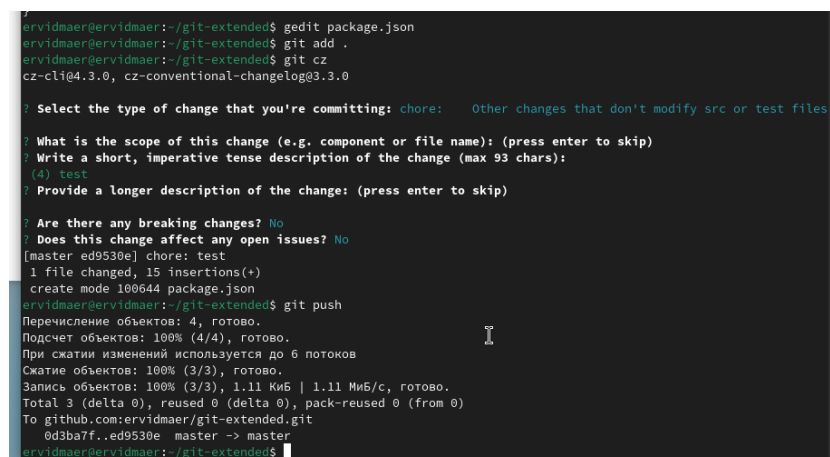 }
ervidmaer@ervidmaer:~/git-extended$ gedit package.json
ervidmaer@ervidmaer:~/git-extended$ git add .
ervidmaer@ervidmaer:~/git-extended$ git cz
cz-cli@4.3.0, cz-conventional-changelog@3.3.0
? Select the type of change that you're committing: chore:    Other changes that don't modify src or test files
? What is the scope of this change (e.g. component or file name): (press enter to skip)
? Write a short, imperative tense description of the change (max 93 chars):
(4) test
? Provide a longer description of the change: (press enter to skip)
? Are there any breaking changes? No
? Does this change affect any open issues? No
[master ed9530e] chore: test
1 file changed, 15 insertions(+)
create mode 100644 package.json
ervidmaer@ervidmaer:~/git-extended$ git push
Перечисление объектов: 4, готово.
Подсчет объектов: 100% (4/4), готово.
При сжатии изменений используется до 6 потоков
Сжатие объектов: 100% (3/3), готово.
Запись объектов: 100% (3/3), 1.11 КиБ | 1.11 МиБ/с, готово.
Total 3 (delta 0), reused 0 (delta 0), pack-reused 0 (from 0)
To github.com:ervidmaer/git-extended.git
0d3ba7f..ed9530e  master -> master
ervidmaer@ervidmaer:~/git-extended$